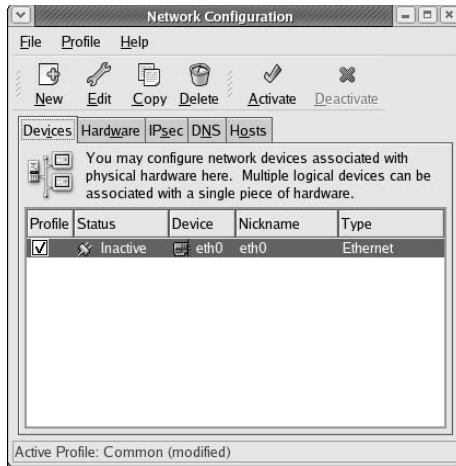 Network Configuration
File Profile Help
New Edit Copy Delete Activate Deactivate
Devices Hardware IPsec DNS Hosts
You may configure network devices associated with
physical hardware here. Multiple logical devices can be
associated with a single piece of hardware.
Profile Status Device Nickname Type
Inactive eth0 eth0 Ethernet
Active Profile: Common (modified)